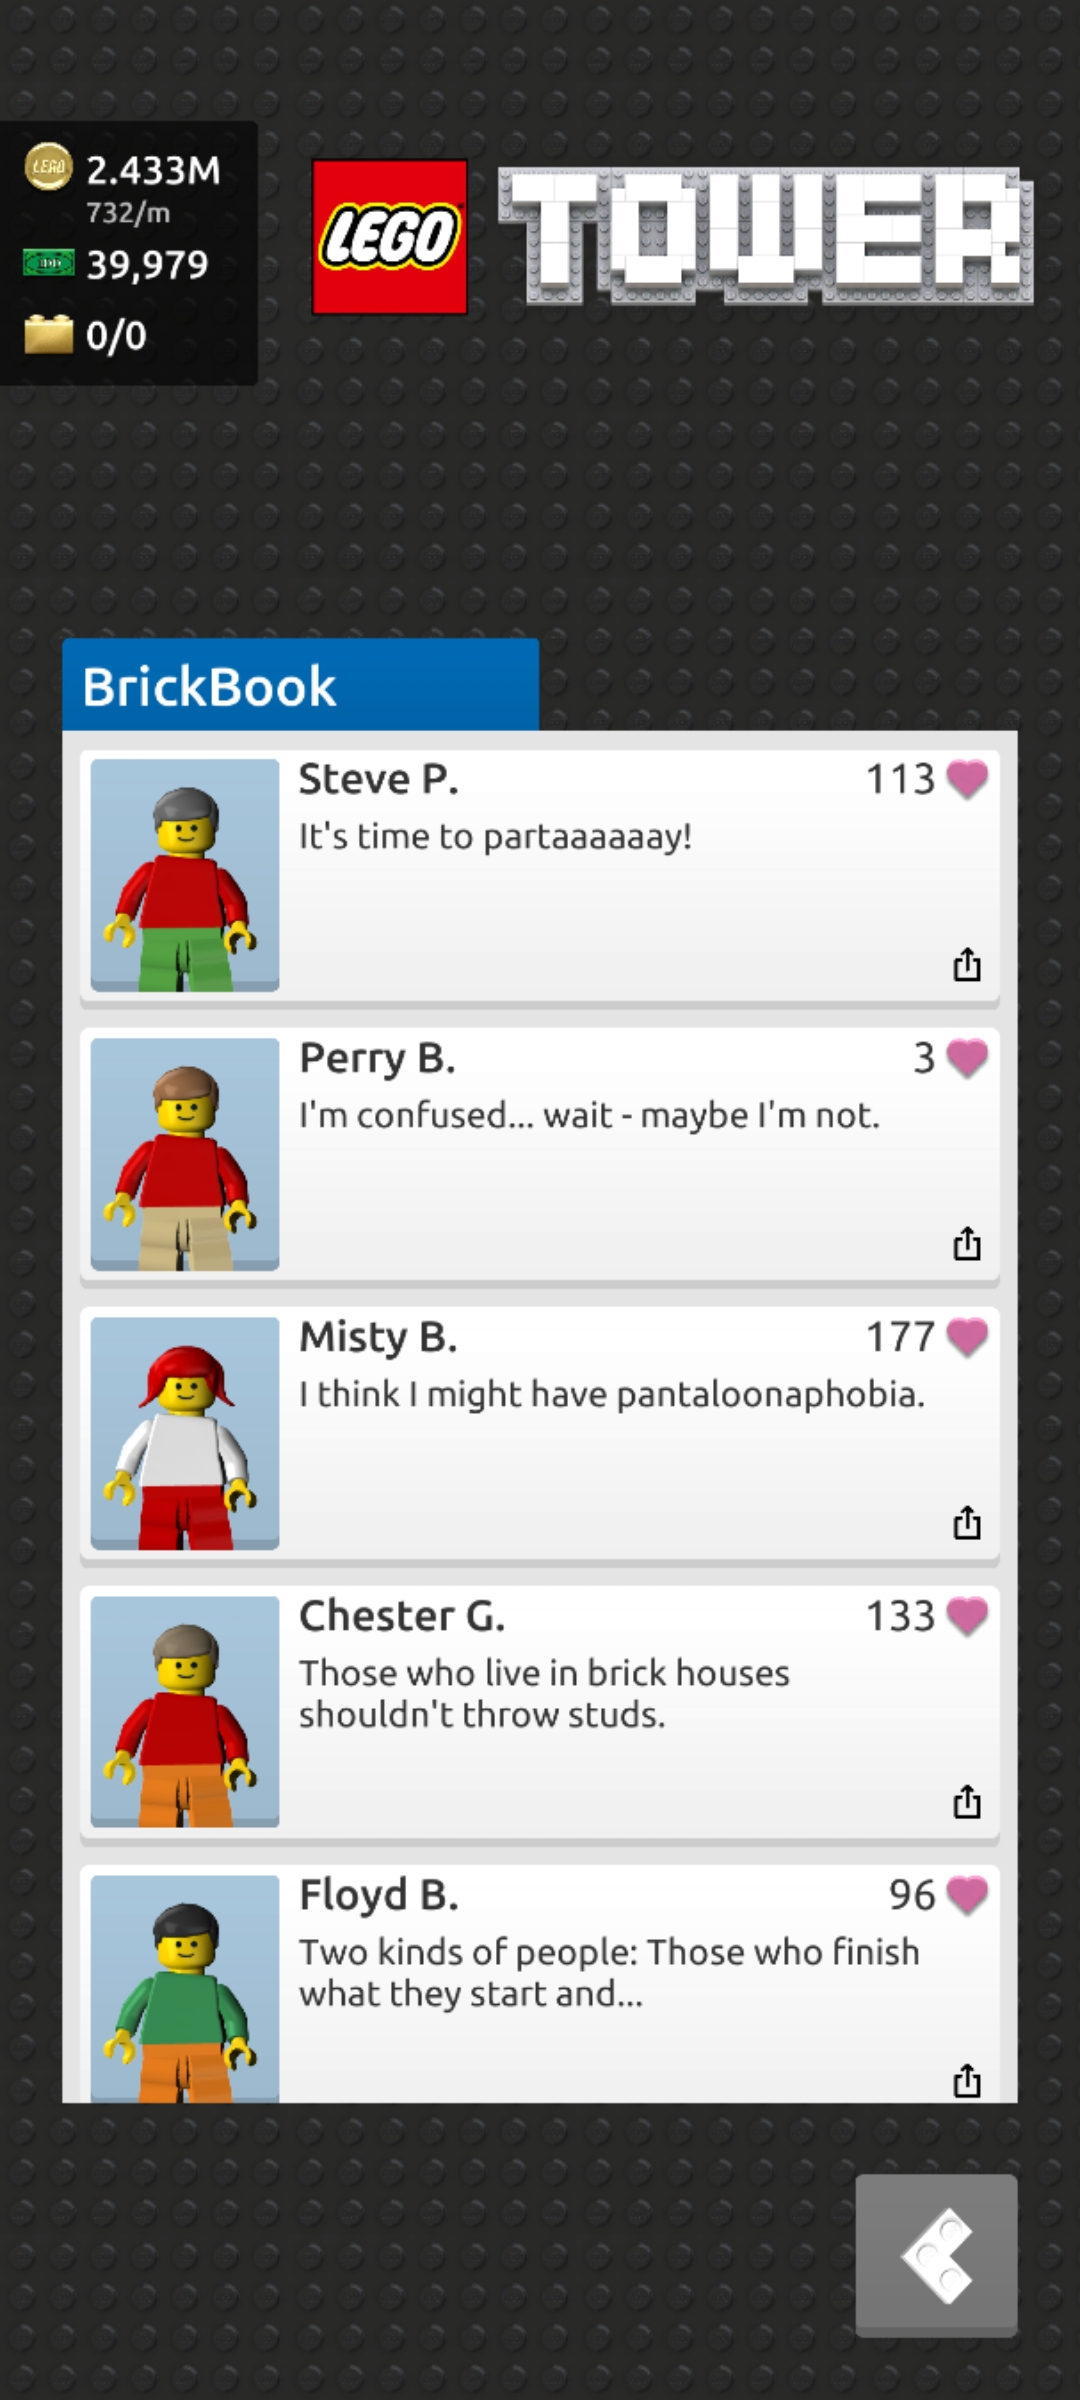 LEGO
2.433M
732/m
39,979
0/0
LEGO TOWER
BrickBook
Steve P. 113
It's time to partaaaaaay!
Perry B. 3
I'm confused... wait - maybe I'm not.
Misty B. 177
I think I might have pantaloonaphobia.
Chester G. 133
Those who live in brick houses
shouldn't throw studs.
Floyd B. 96
Two kinds of people: Those who finish
what they start and...